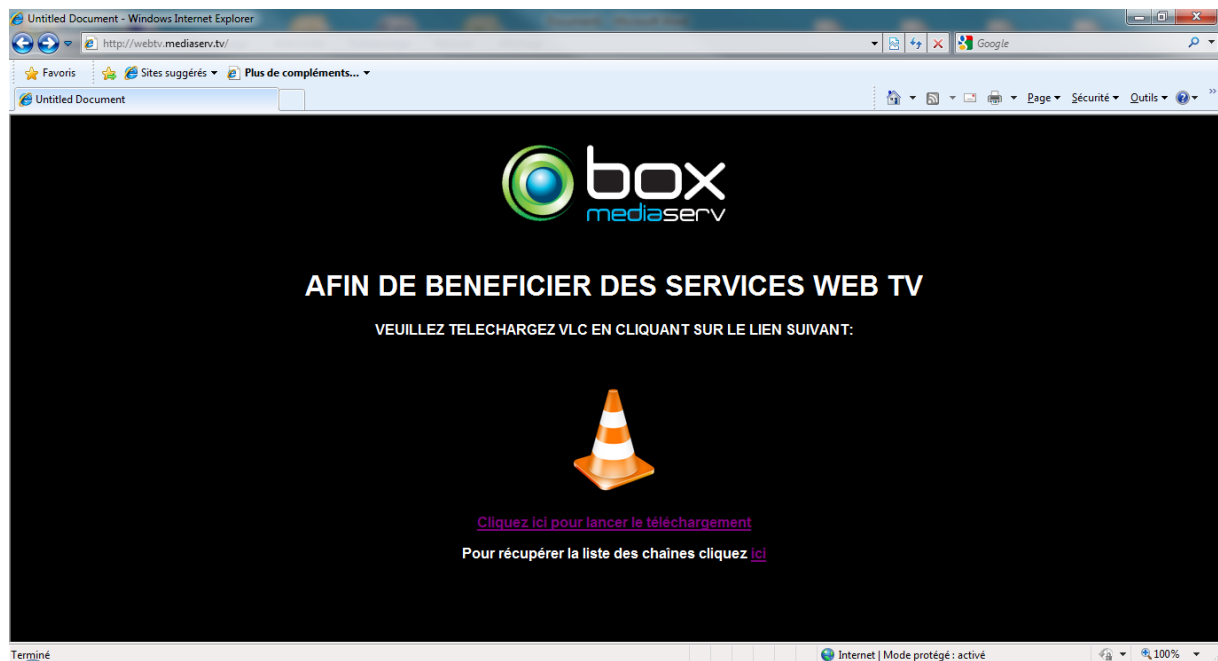 Untitled Document - Windows Internet Explorer
http://webtv.mediaserv.tv/
Google
Favoris Sites suggérés Plus de compléments...
Untitled Document
Page Sécurité Outils
box
mediaserv
AFIN DE BENEFICIER DES SERVICES WEB TV
VEUILLEZ TELECHARGEZ VLC EN CLIQUANT SUR LE LIEN SUIVANT:
Cliquez ici pour lancer le téléchargement
Pour récupérer la liste des chaînes cliquez ici
Terminé Internet | Mode protégé : activé 100%